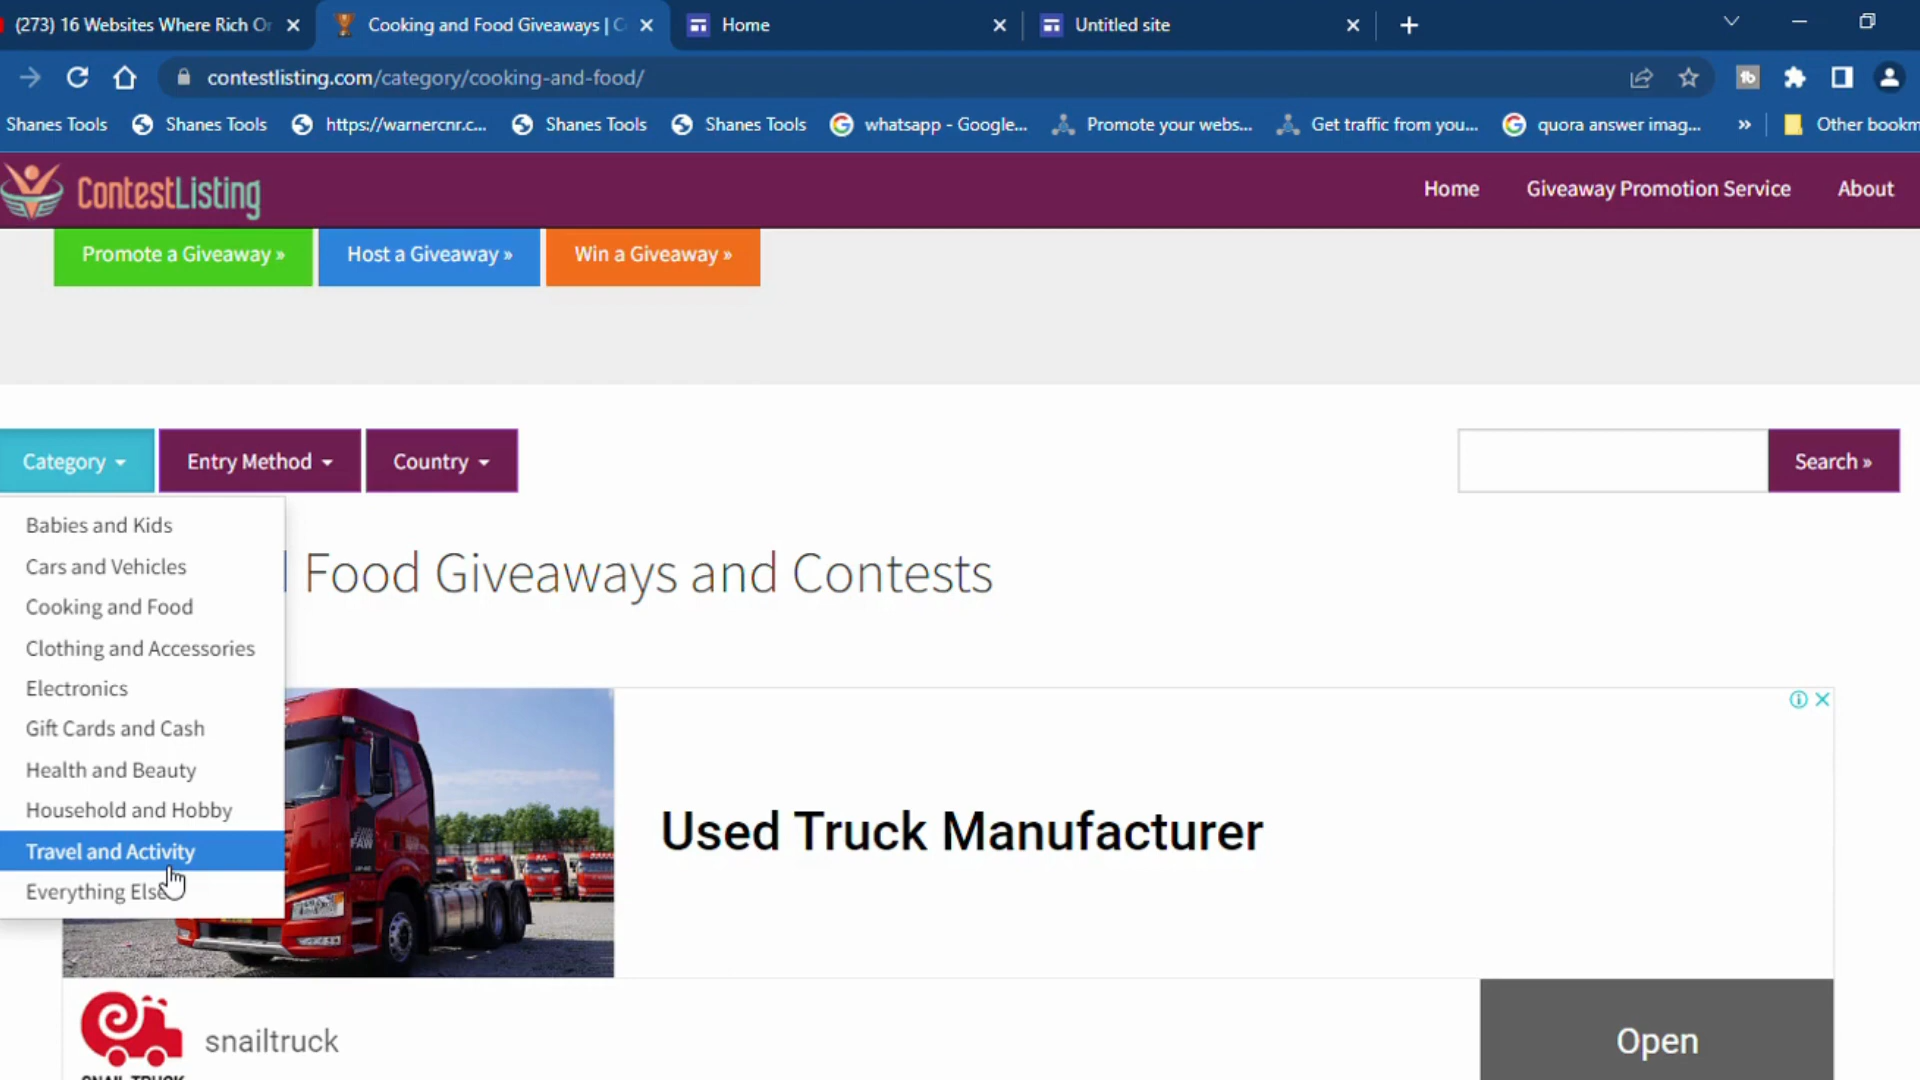 (273) 16 Websites Where Rich Or
Cooking and Food Giveaways | C
Home
Untitled site
contestlisting.com/category/cooking-and-food/
Shanes Tools
Shanes Tools
https://warnercnr.c...
Shanes Tools
Shanes Tools
whatsapp - Google...
Promote your webs...
Get traffic from you...
quora answer imag...
»
Other bookm
ContestListing
Home
Giveaway Promotion Service
About
Promote a Giveaway »
Host a Giveaway »
Win a Giveaway »
Category
Entry Method
Country
Search »
Babies and Kids
Cars and Vehicles
Cooking and Food
Clothing and Accessories
Electronics
Gift Cards and Cash
Health and Beauty
Household and Hobby
Travel and Activity
Everything Else
Food Giveaways and Contests
Used Truck Manufacturer
snailtruck
SNAIL TRUCK
Open